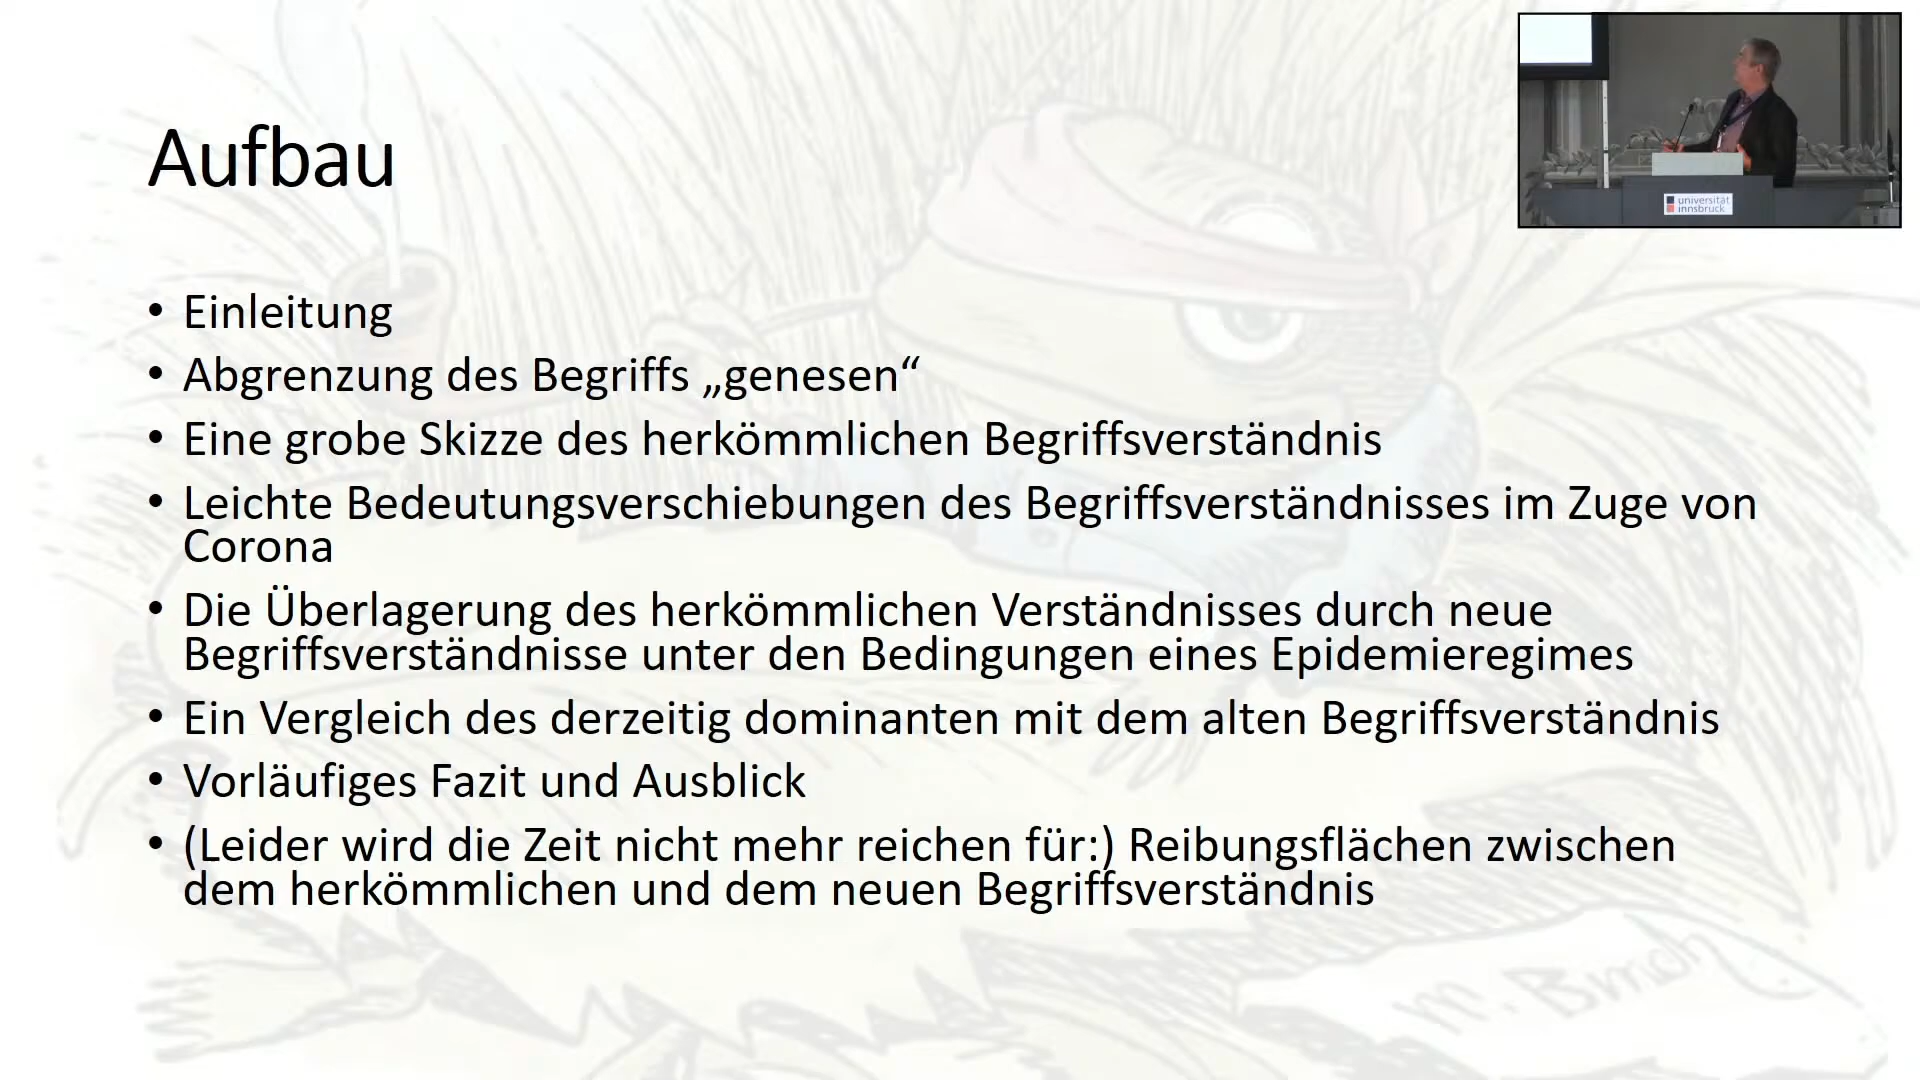 Aufbau
• Einleitung
• Abgrenzung des Begriffs „genesen“
• Eine grobe Skizze des herkömmlichen Begriffsverständnis
• Leichte Bedeutungsverschiebungen des Begriffsverständnisses im Zuge von
Corona
• Die Überlagerung des herkömmlichen Verständnisses durch neue
Begriffsverständnisse unter den Bedingungen eines Epidemieregimes
• Ein Vergleich des derzeitig dominanten mit dem alten Begriffsverständnis
• Vorläufiges Fazit und Ausblick
• (Leider wird die Zeit nicht mehr reichen für:) Reibungsflächen zwischen
dem herkömmlichen und dem neuen Begriffsverständnis
universität
innsbruck